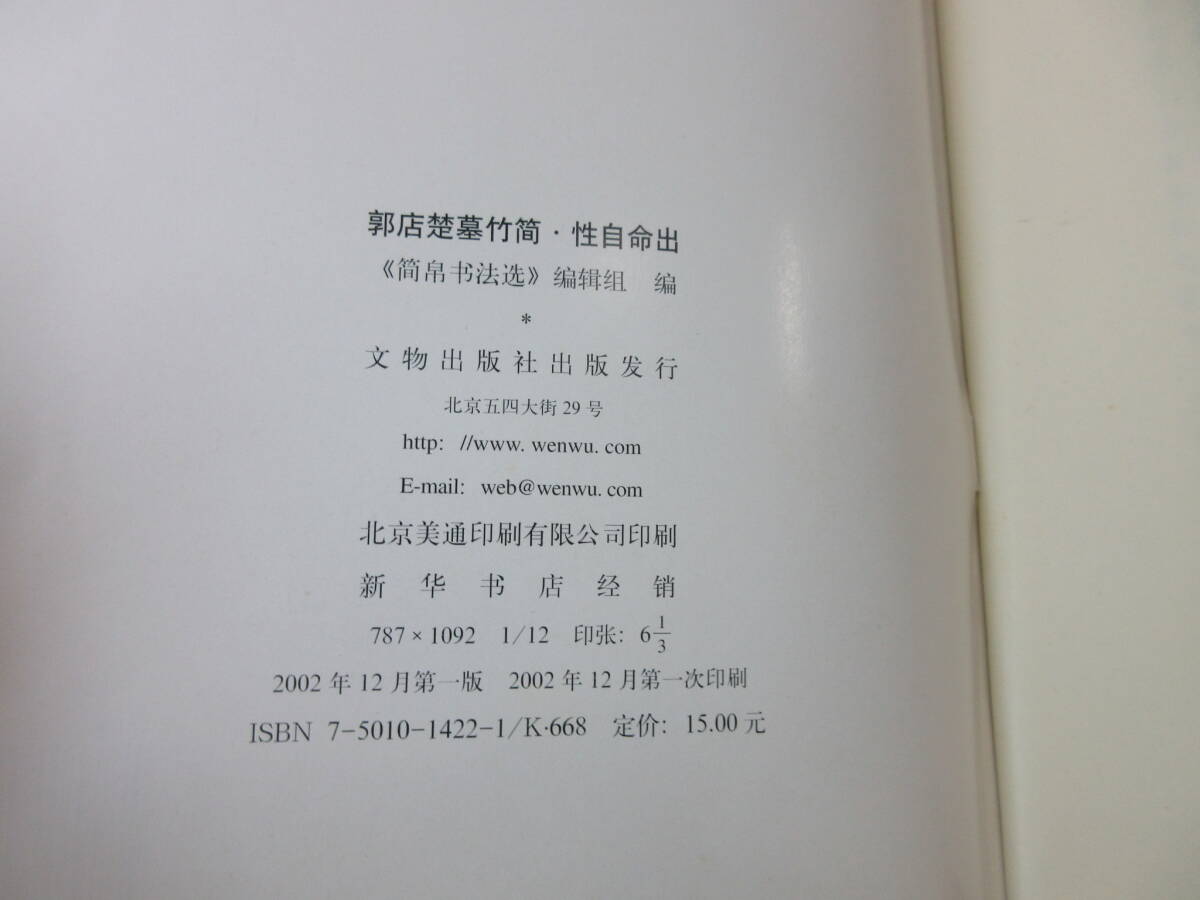 郭店楚墓竹简·性自命出
《简帛书法选》编辑组 编
*
文物出版社出版发行
北京五四大街29号
http: //www. wenwu. com
E-mail: web@wenwu. com
北京美通印刷有限公司印刷
新华书店经销
787×1092 1/12 印张: 6 1/3
2002年12月第一版 2002年12月第一次印刷
ISBN 7-5010-1422-1/K·668 定价: 15.00元